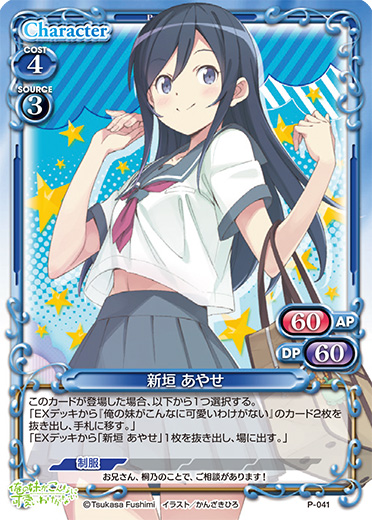 Character
COST
4
SOURCE
3
60 AP
DP 60
新垣 あやせ
このカードが登場した場合、以下から1つ選択する。
「EXデッキから『俺の妹がこんなに可愛いわけがない』のカード2枚を
抜き出し、手札に移す。」
「EXデッキから「新垣 あやせ」1枚を抜き出し、場に出す。」
制服
お兄さん、桐乃のことで、ご相談があります!
©Tsukasa Fushimi イラスト/かんざきひろ
P-041